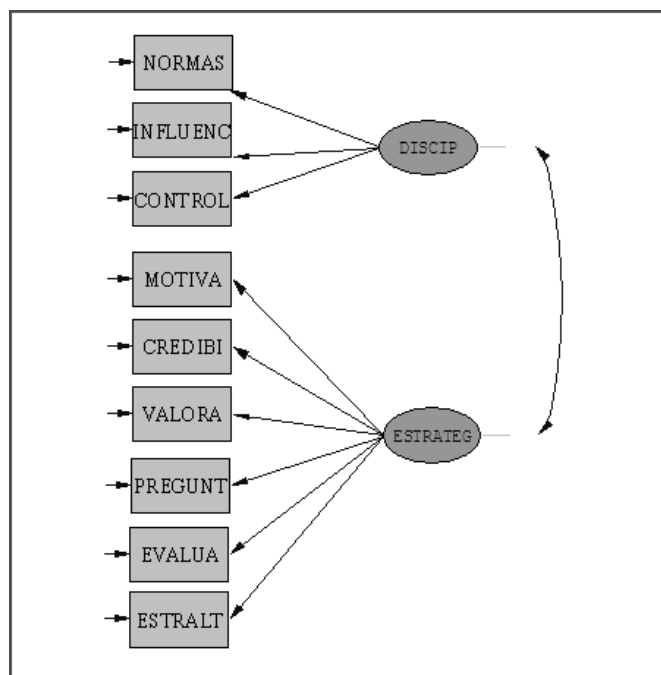 NORMAS
INFLUENC
DISCIP
CONTROL
MOTIVA
CREDIBI
VALORA
ESTRATEG
PREGUNT
EVALUA
ESTRALT